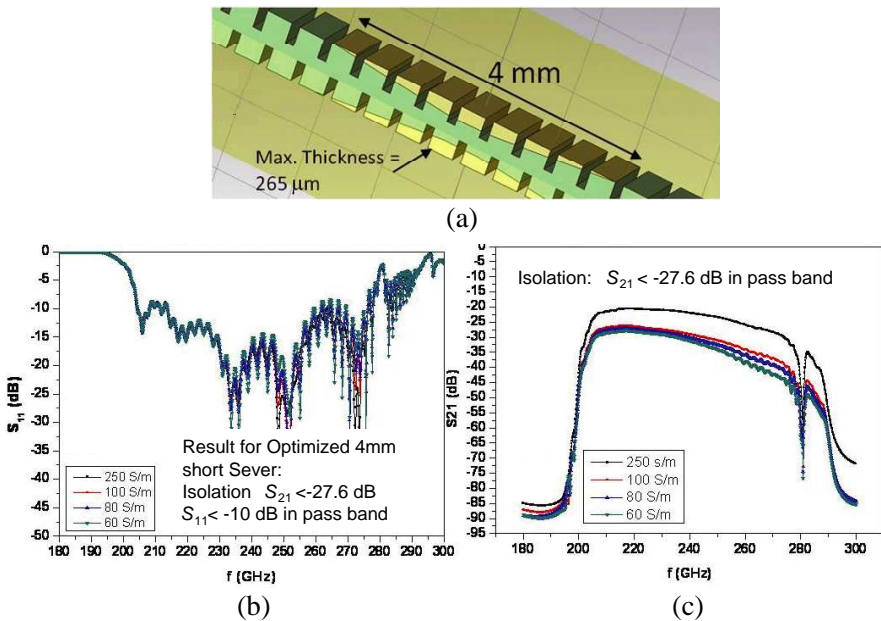 4 mm
Max. Thickness =
265 µm
(a)
0
-5
-10
-15
-20
-25
-30
-35
-40
-45
-50
S11 (dB)
Result for Optimized 4mm
short Sever:
Isolation S21 <-27.6 dB
S11< -10 dB in pass band
250 S/m
100 S/m
80 S/m
60 S/m
180 190 200 210 220 230 240 250 260 270 280 290 300
f (GHz)
(b)
0
-5
-10
-15
-20
-25
-30
-35
-40
-45
-50
-55
-60
-65
-70
-75
-80
-85
-90
-95
S21 (dB)
Isolation: S21 < -27.6 dB in pass band
250 s/m
100 S/m
80 S/m
60 S/m
180 200 220 240 260 280 300
f (GHz)
(c)